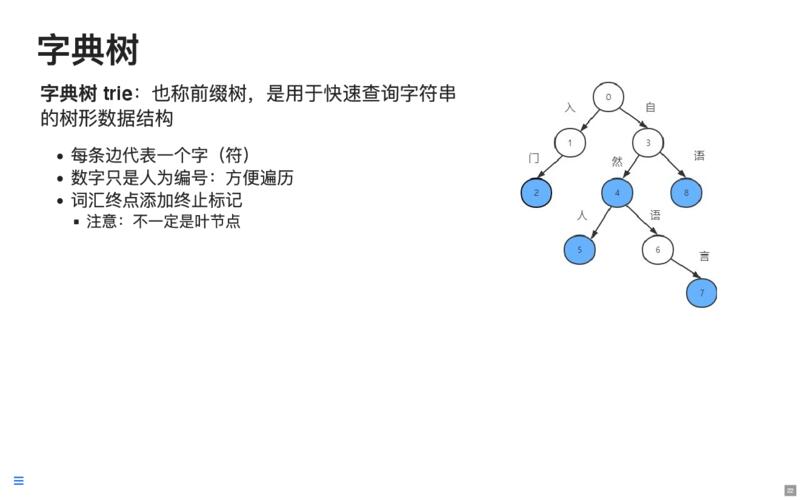 字典树
字典树 trie：也称前缀树，是用于快速查询字符串
的树形数据结构
每条边代表一个字（符）
数字只是人为编号：方便遍历
词汇终点添加终止标记
注意：不一定是叶节点
0
入
自
1
3
门
然
语
2
4
8
人
语
5
6
言
7
22